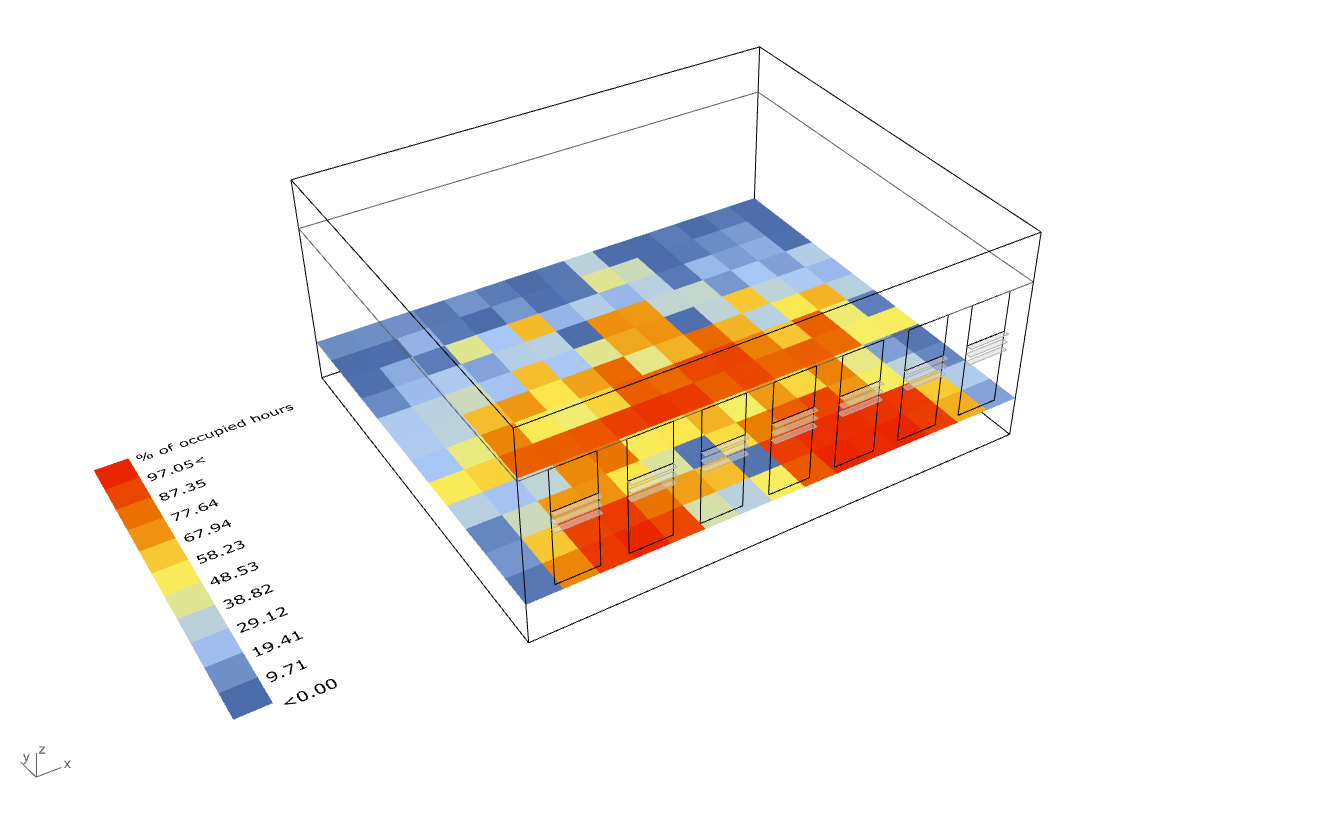 % of occupied hours
97.05<
87.35
77.64
67.94
58.23
48.53
38.82
29.12
19.41
9.71
<0.00
z
y
x